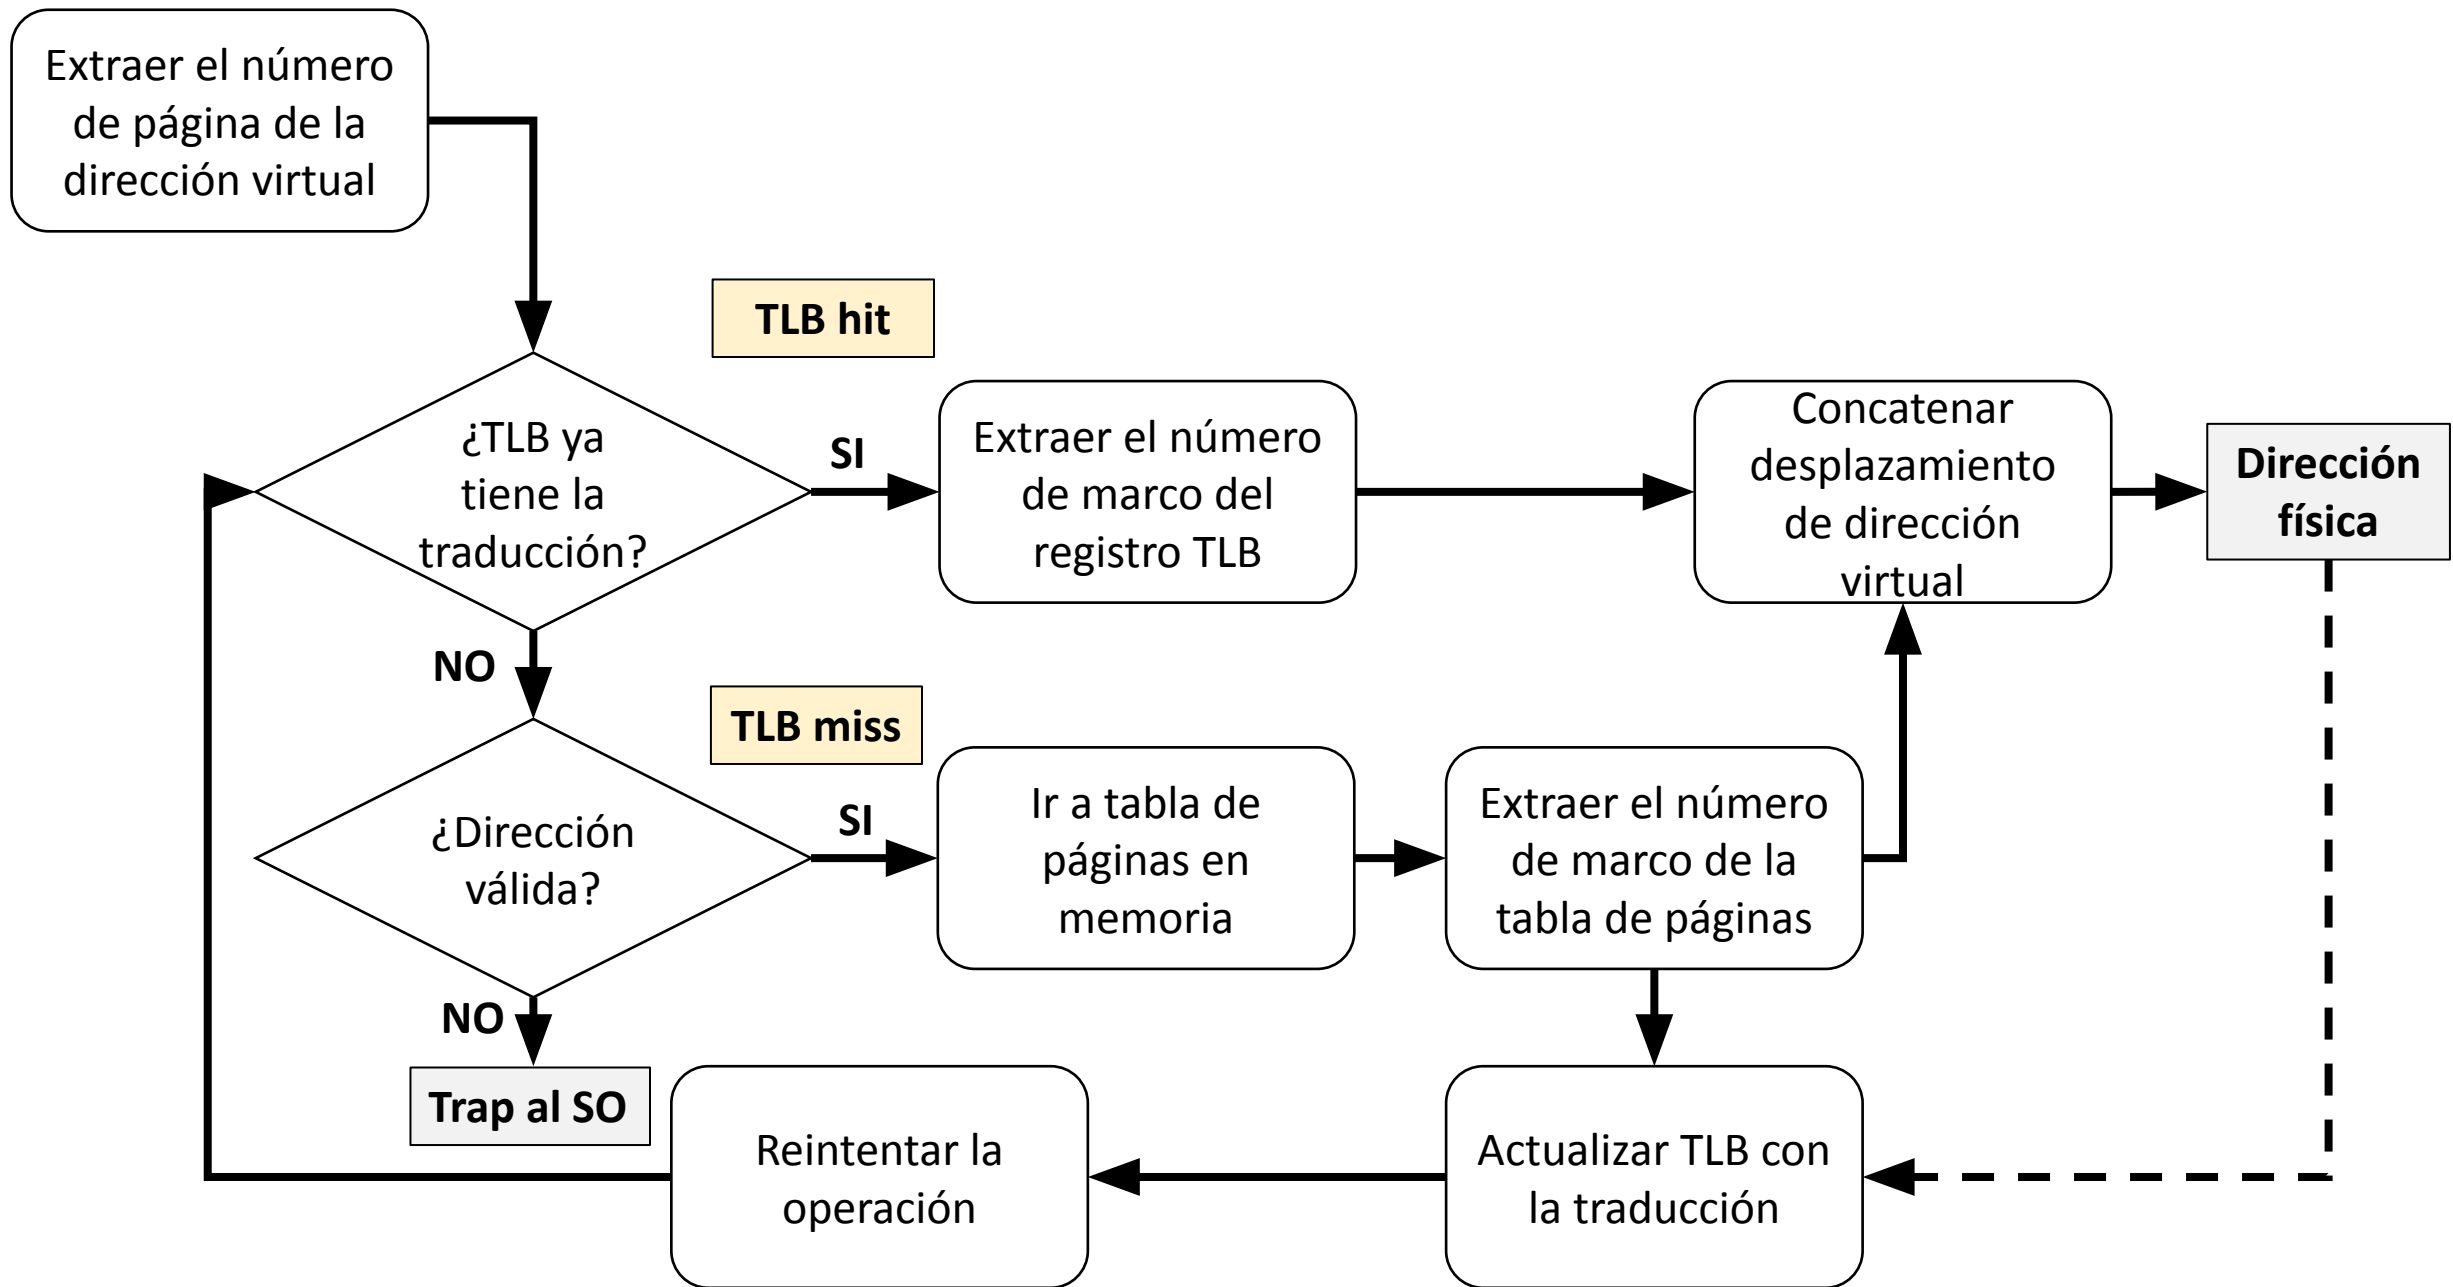 Extraer el número
de página de la
dirección virtual
TLB hit
¿TLB ya
tiene la
traducción?
SI
Extraer el número
de marco del
registro TLB
Concatenar
desplazamiento
de dirección
virtual
Dirección
física
NO
TLB miss
¿Dirección
válida?
SI
Ir a tabla de
páginas en
memoria
Extraer el número
de marco de la
tabla de páginas
NO
Trap al SO
Reintentar la
operación
Actualizar TLB con
la traducción